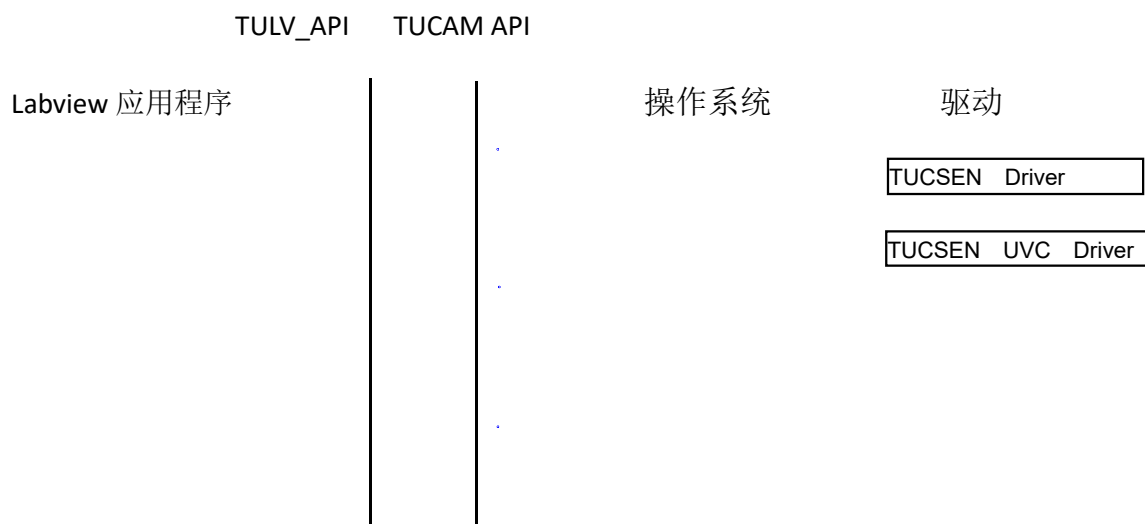 TULV_API TUCAM API
Labview 应用程序 操作系统 驱动
TUCSEN Driver
TUCSEN UVC Driver